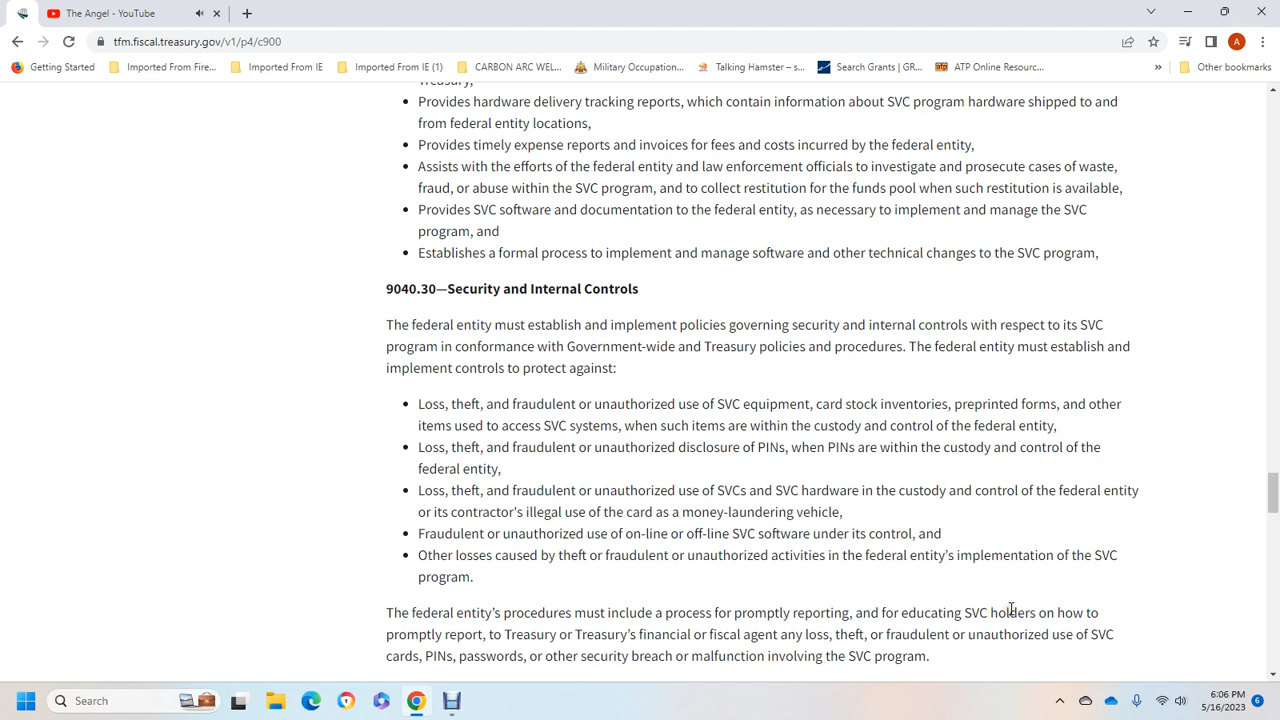 The Angel - YouTube
tfm.fiscal.treasury.gov/v1/p4/c900
A
Getting Started
Imported From Fire...
Imported From IE
Imported From IE (1)
CARBON ARC WEL...
Military Occupation...
Talking Hamster – s...
Search Grants | GR...
ATP Online Resourc...
»
Other bookmarks
Treasury,
• Provides hardware delivery tracking reports, which contain information about SVC program hardware shipped to and
from federal entity locations,
• Provides timely expense reports and invoices for fees and costs incurred by the federal entity,
• Assists with the efforts of the federal entity and law enforcement officials to investigate and prosecute cases of waste,
fraud, or abuse within the SVC program, and to collect restitution for the funds pool when such restitution is available,
• Provides SVC software and documentation to the federal entity, as necessary to implement and manage the SVC
program, and
• Establishes a formal process to implement and manage software and other technical changes to the SVC program,
9040.30—Security and Internal Controls
The federal entity must establish and implement policies governing security and internal controls with respect to its SVC
program in conformance with Government-wide and Treasury policies and procedures. The federal entity must establish and
implement controls to protect against:
• Loss, theft, and fraudulent or unauthorized use of SVC equipment, card stock inventories, preprinted forms, and other
items used to access SVC systems, when such items are within the custody and control of the federal entity,
• Loss, theft, and fraudulent or unauthorized disclosure of PINs, when PINs are within the custody and control of the
federal entity,
• Loss, theft, and fraudulent or unauthorized use of SVCs and SVC hardware in the custody and control of the federal entity
or its contractor's illegal use of the card as a money-laundering vehicle,
• Fraudulent or unauthorized use of on-line or off-line SVC software under its control, and
• Other losses caused by theft or fraudulent or unauthorized activities in the federal entity's implementation of the SVC
program.
The federal entity's procedures must include a process for promptly reporting, and for educating SVC holders on how to
promptly report, to Treasury or Treasury's financial or fiscal agent any loss, theft, or fraudulent or unauthorized use of SVC
cards, PINs, passwords, or other security breach or malfunction involving the SVC program.
Search
6:06 PM
5/16/2023
6